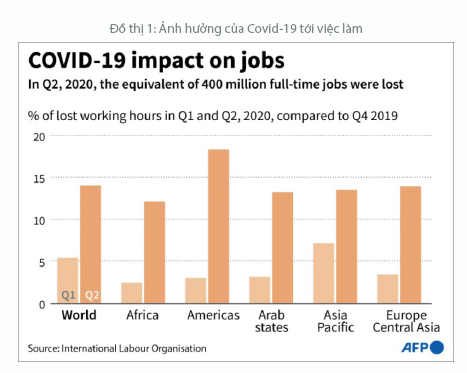 Đồ thị 1: Ảnh hưởng của Covid-19 tới việc làm
COVID-19 impact on jobs
In Q2, 2020, the equivalent of 400 million full-time jobs were lost
% of lost working hours in Q1 and Q2, 2020, compared to Q4 2019
20
15
10
5
0
Q1 Q2
World
Africa
Americas
Arab
states
Asia
Pacific
Europe
Central Asia
Source: International Labour Organisation
AFP